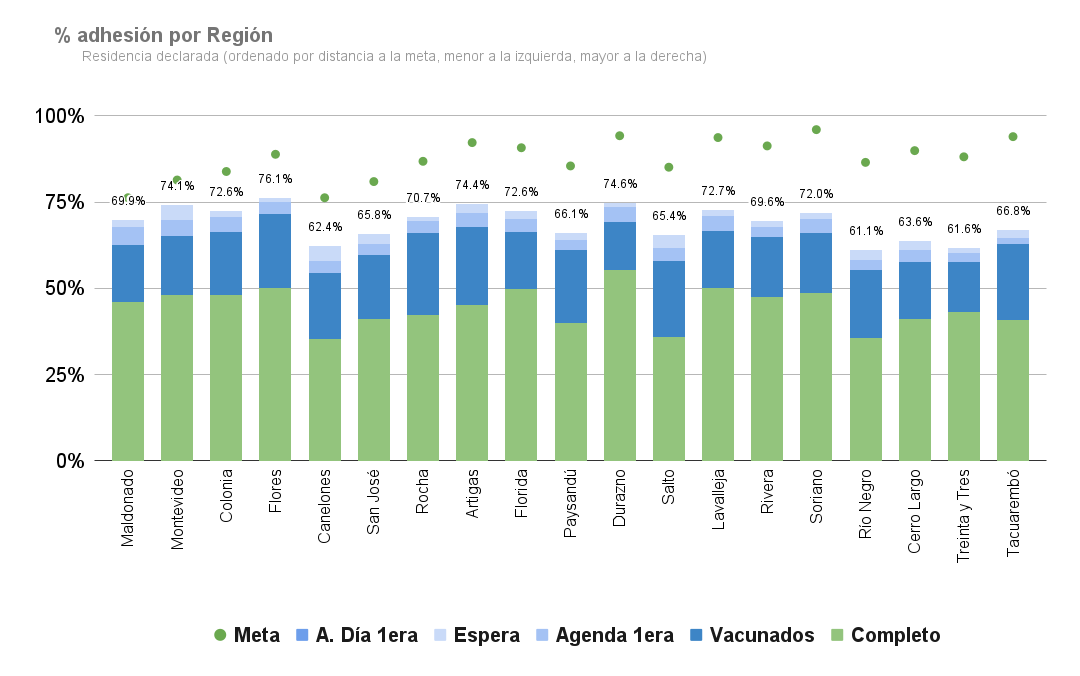 % adhesión por Región
Residencia declarada (ordenado por distancia a la meta, menor a la izquierda, mayor a la derecha)
100%
75%
50%
25%
0%
69.9%
74.1%
72.6%
76.1%
62.4%
65.8%
70.7%
74.4%
72.6%
66.1%
74.6%
65.4%
72.7%
69.6%
72.0%
61.1%
63.6%
61.6%
66.8%
Maldonado
Montevideo
Colonia
Flores
Canelones
San José
Rocha
Artigas
Florida
Paysandú
Durazno
Salto
Lavalleja
Rivera
Soriano
Río Negro
Cerro Largo
Treinta y Tres
Tacuarembó
Meta A. Día 1era Espera Agenda 1era Vacunados Completo